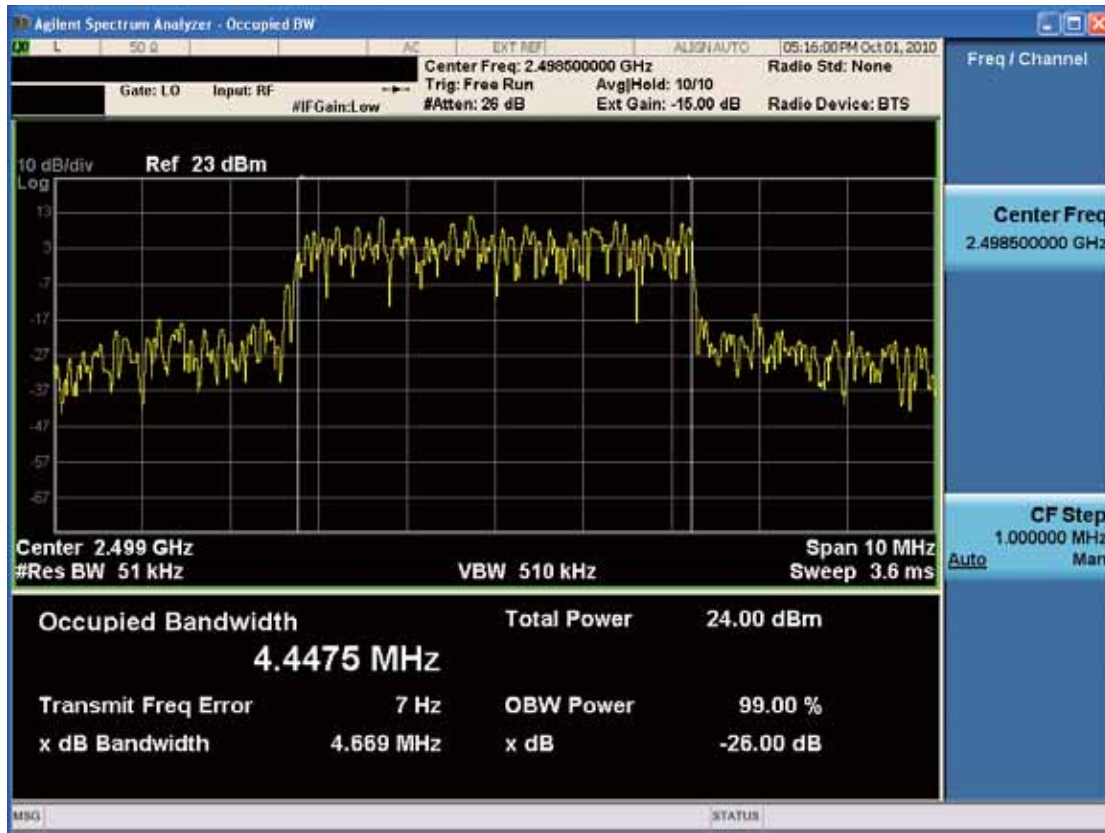 Agilent Spectrum Analyzer - Occupied BW
L 50 Ω AC EXT REF ALIGN AUTO 05:16:00 PM Oct 01, 2010
Center Freq: 2.498500000 GHz Radio Std: None
Gate: LO Input: RF Trig: Free Run Avg|Hold: 10/10
#IFGain:Low #Atten: 26 dB Ext Gain: -15.00 dB Radio Device: BTS
10 dB/div Ref 23 dBm
Log
13
3
-7
-17
-27
-37
-47
-57
-67
Center 2.499 GHz Span 10 MHz
#Res BW 51 kHz VBW 510 kHz Sweep 3.6 ms
Occupied Bandwidth Total Power 24.00 dBm
4.4475 MHz
Transmit Freq Error 7 Hz OBW Power 99.00 %
x dB Bandwidth 4.669 MHz x dB -26.00 dB
MSG STATUS
Freq / Channel
Center Freq
2.498500000 GHz
CF Step
1.000000 MHz
Auto Man